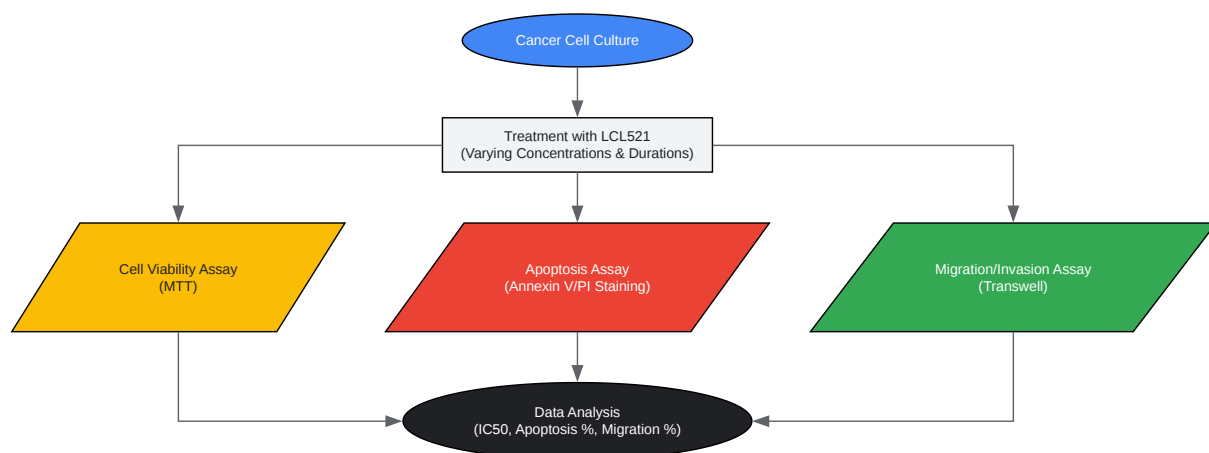 Cancer Cell Culture
Treatment with LCL521
(Varying Concentrations & Durations)
Cell Viability Assay
(MTT)
Apoptosis Assay
(Annexin V/PI Staining)
Migration/Invasion Assay
(Transwell)
Data Analysis
(IC50, Apoptosis %, Migration %)